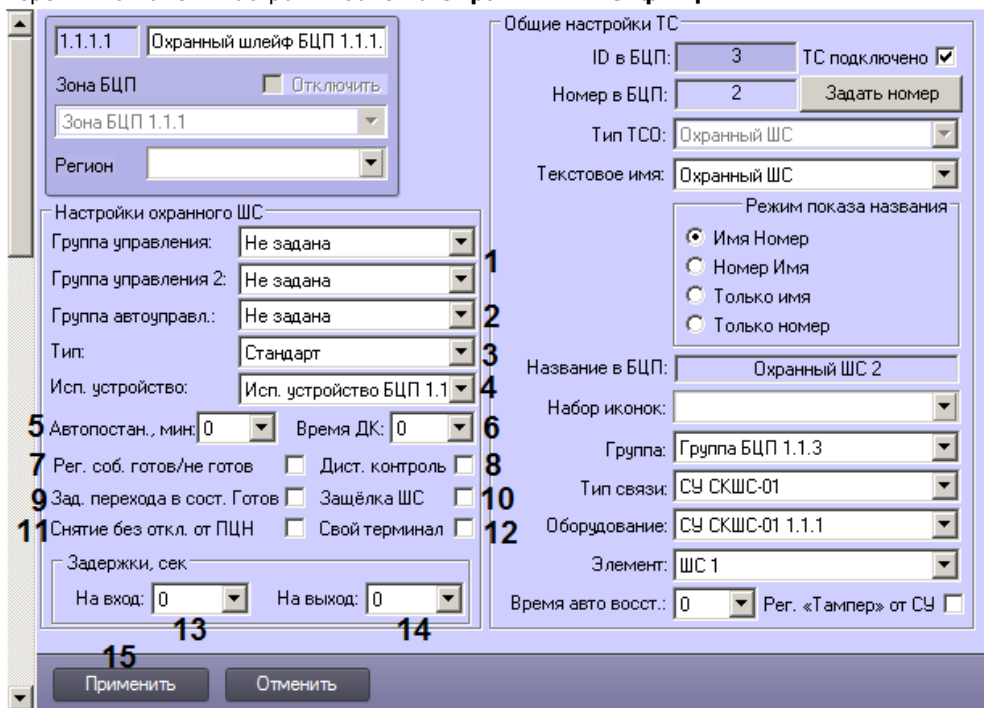 1.1.1.1 Охранный шлейф БЦП 1.1.1.
Зона БЦП Отключить
Зона БЦП 1.1.1
Регион
Настройки охранного ШС
Группа управления: Не задана
1
Группа управления 2: Не задана
Группа автоуправл.: Не задана 2
Тип: Стандарт 3
Исп. устройство: Исп. устройство БЦП 1.1 4
5 Автопостан., мин: 0 Время ДК: 0 6
7 Рег. соб. готов/не готов Дист. контроль 8
9 Зад. перехода в сост. Готов Защёлка ШС 10
11 Снятие без откл. от ПЦН Свой терминал 12
Задержки, сек
На вход: 0 На выход: 0
13 14
Общие настройки ТС
ID в БЦП: 3 ТС подключено
Номер в БЦП: 2 Задать номер
Тип ТСО: Охранный ШС
Текстовое имя: Охранный ШС
Режим показа названия
Имя Номер
Номер Имя
Только имя
Только номер
Название в БЦП: Охранный ШС 2
Набор иконок:
Группа: Группа БЦП 1.1.3
Тип связи: СУ СКШС-01
Оборудование: СУ СКШС-01 1.1.1
Элемент: ШС 1
Время авто восст.: 0 Рег. «Тампер» от СУ
15
Применить Отменить